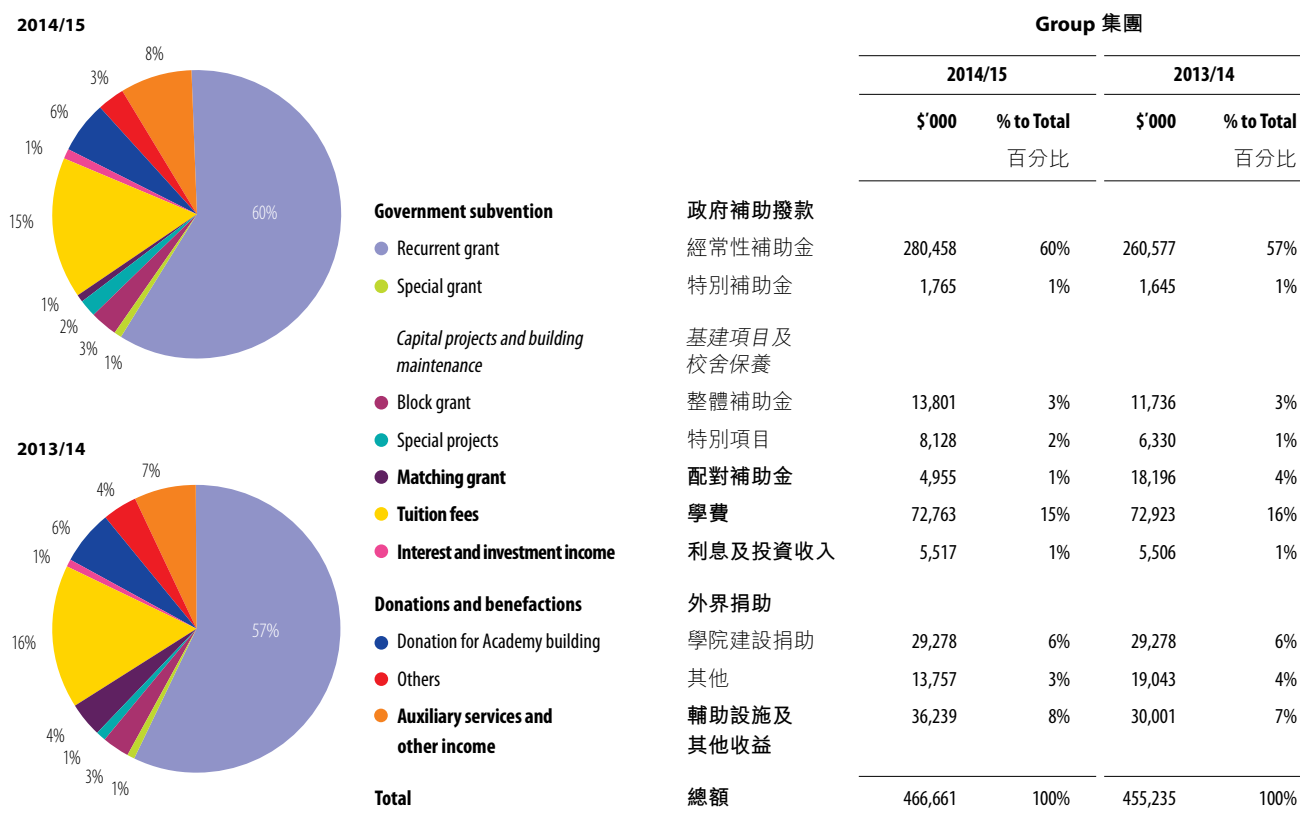 2014/15
8%
3%
6%
1%
15%
1%
2%
3%
1%
60%
2013/14
7%
4%
6%
1%
16%
4%
1%
3%
1%
57%
Group 集團
2014/15 2013/14
$'000 % to Total $'000 % to Total
百分比 百分比
Government subvention 政府補助撥款
Recurrent grant 經常性補助金 280,458 60% 260,577 57%
Special grant 特別補助金 1,765 1% 1,645 1%
Capital projects and building 基建項目及
maintenance 校舍保養
Block grant 整體補助金 13,801 3% 11,736 3%
Special projects 特別項目 8,128 2% 6,330 1%
Matching grant 配對補助金 4,955 1% 18,196 4%
Tuition fees 學費 72,763 15% 72,923 16%
Interest and investment income 利息及投資收入 5,517 1% 5,506 1%
Donations and benefactions 外界捐助
Donation for Academy building 學院建設捐助 29,278 6% 29,278 6%
Others 其他 13,757 3% 19,043 4%
Auxiliary services and 輔助設施及 36,239 8% 30,001 7%
other income 其他收益
Total 總額 466,661 100% 455,235 100%